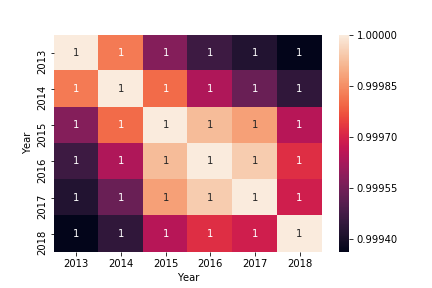 2013 1 1 1 1 1 1
2014 1 1 1 1 1 1
2015 1 1 1 1 1 1
2016 1 1 1 1 1 1
2017 1 1 1 1 1 1
2018 1 1 1 1 1 1
Year
2013 2014 2015 2016 2017 2018
Year
1.00000
0.99985
0.99970
0.99955
0.99940